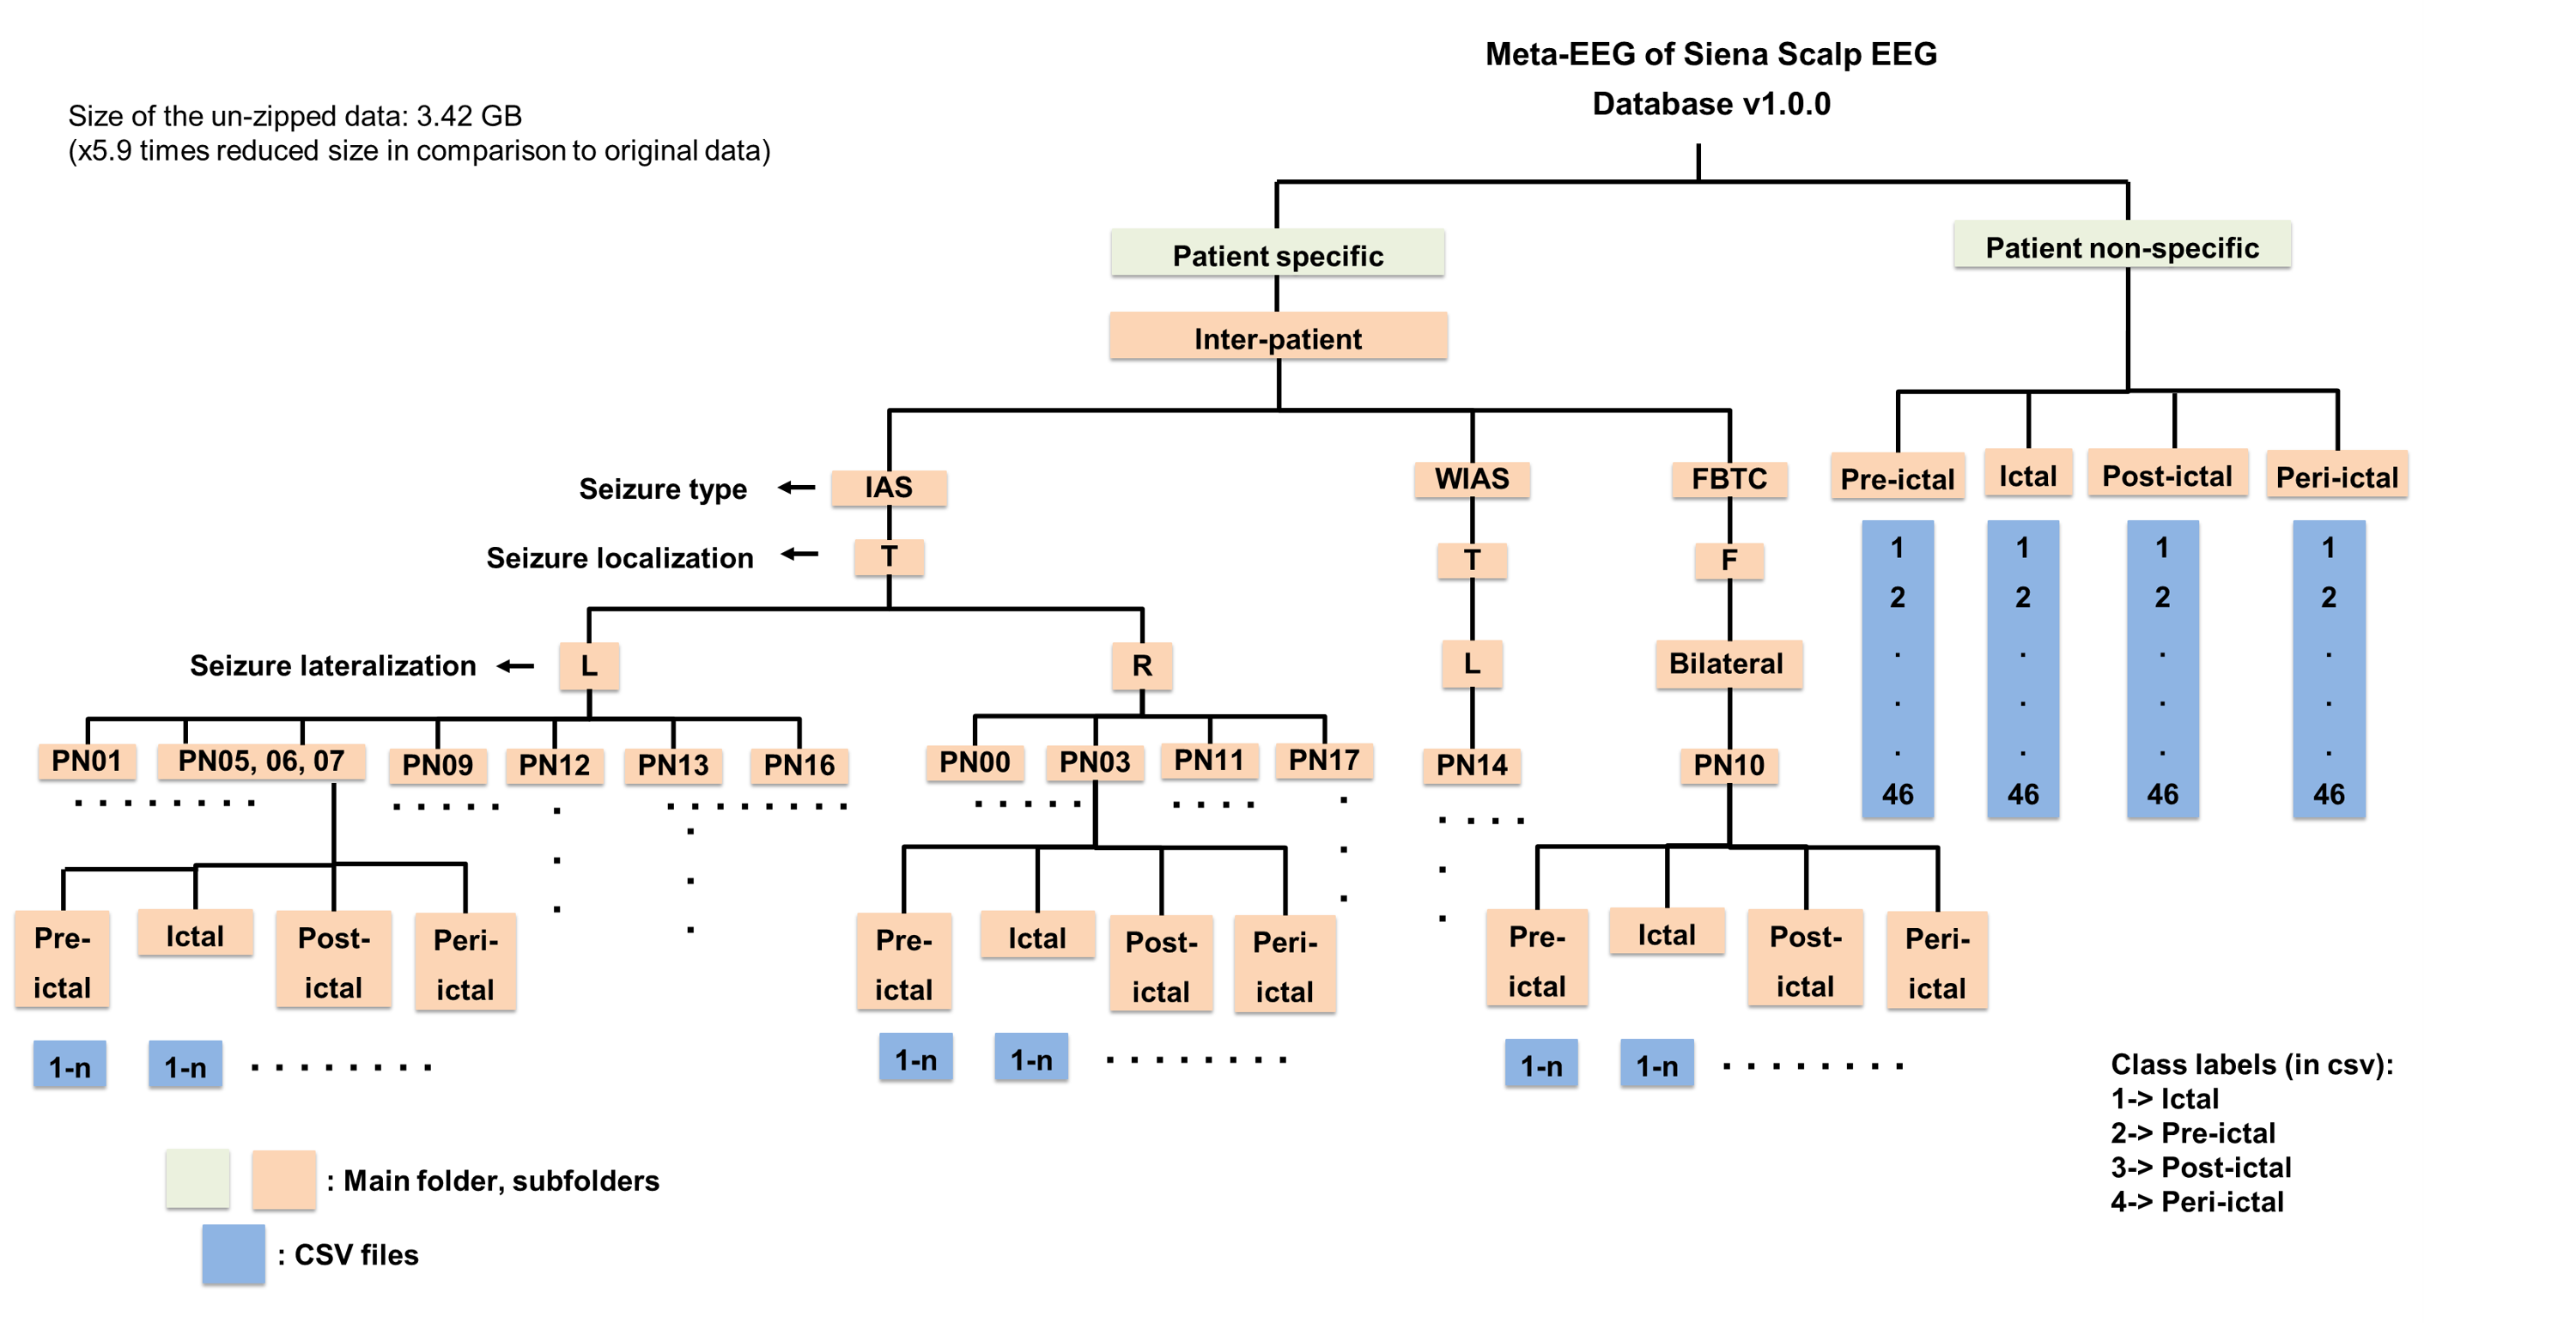 Meta-EEG of Siena Scalp EEG
Database v1.0.0
Size of the un-zipped data: 3.42 GB
(x5.9 times reduced size in comparison to original data)
Patient specific
Patient non-specific
Inter-patient
Seizure type
IAS
WIAS
FBTC
Pre-ictal
Ictal
Post-ictal
Peri-ictal
Seizure localization
T
T
F
1
2
.
.
.
46
1
2
.
.
.
46
1
2
.
.
.
46
1
2
.
.
.
46
Seizure lateralization
L
R
L
Bilateral
PN01
PN05, 06, 07
PN09
PN12
PN13
PN16
PN00
PN03
PN11
PN17
PN14
PN10
Pre-
ictal
Ictal
Post-
ictal
Peri-
ictal
Pre-
ictal
Ictal
Post-
ictal
Peri-
ictal
Pre-
ictal
Ictal
Post-
ictal
Peri-
ictal
1-n
1-n
1-n
1-n
1-n
1-n
Class labels (in csv):
1-> Ictal
2-> Pre-ictal
3-> Post-ictal
4-> Peri-ictal
: Main folder, subfolders
: CSV files